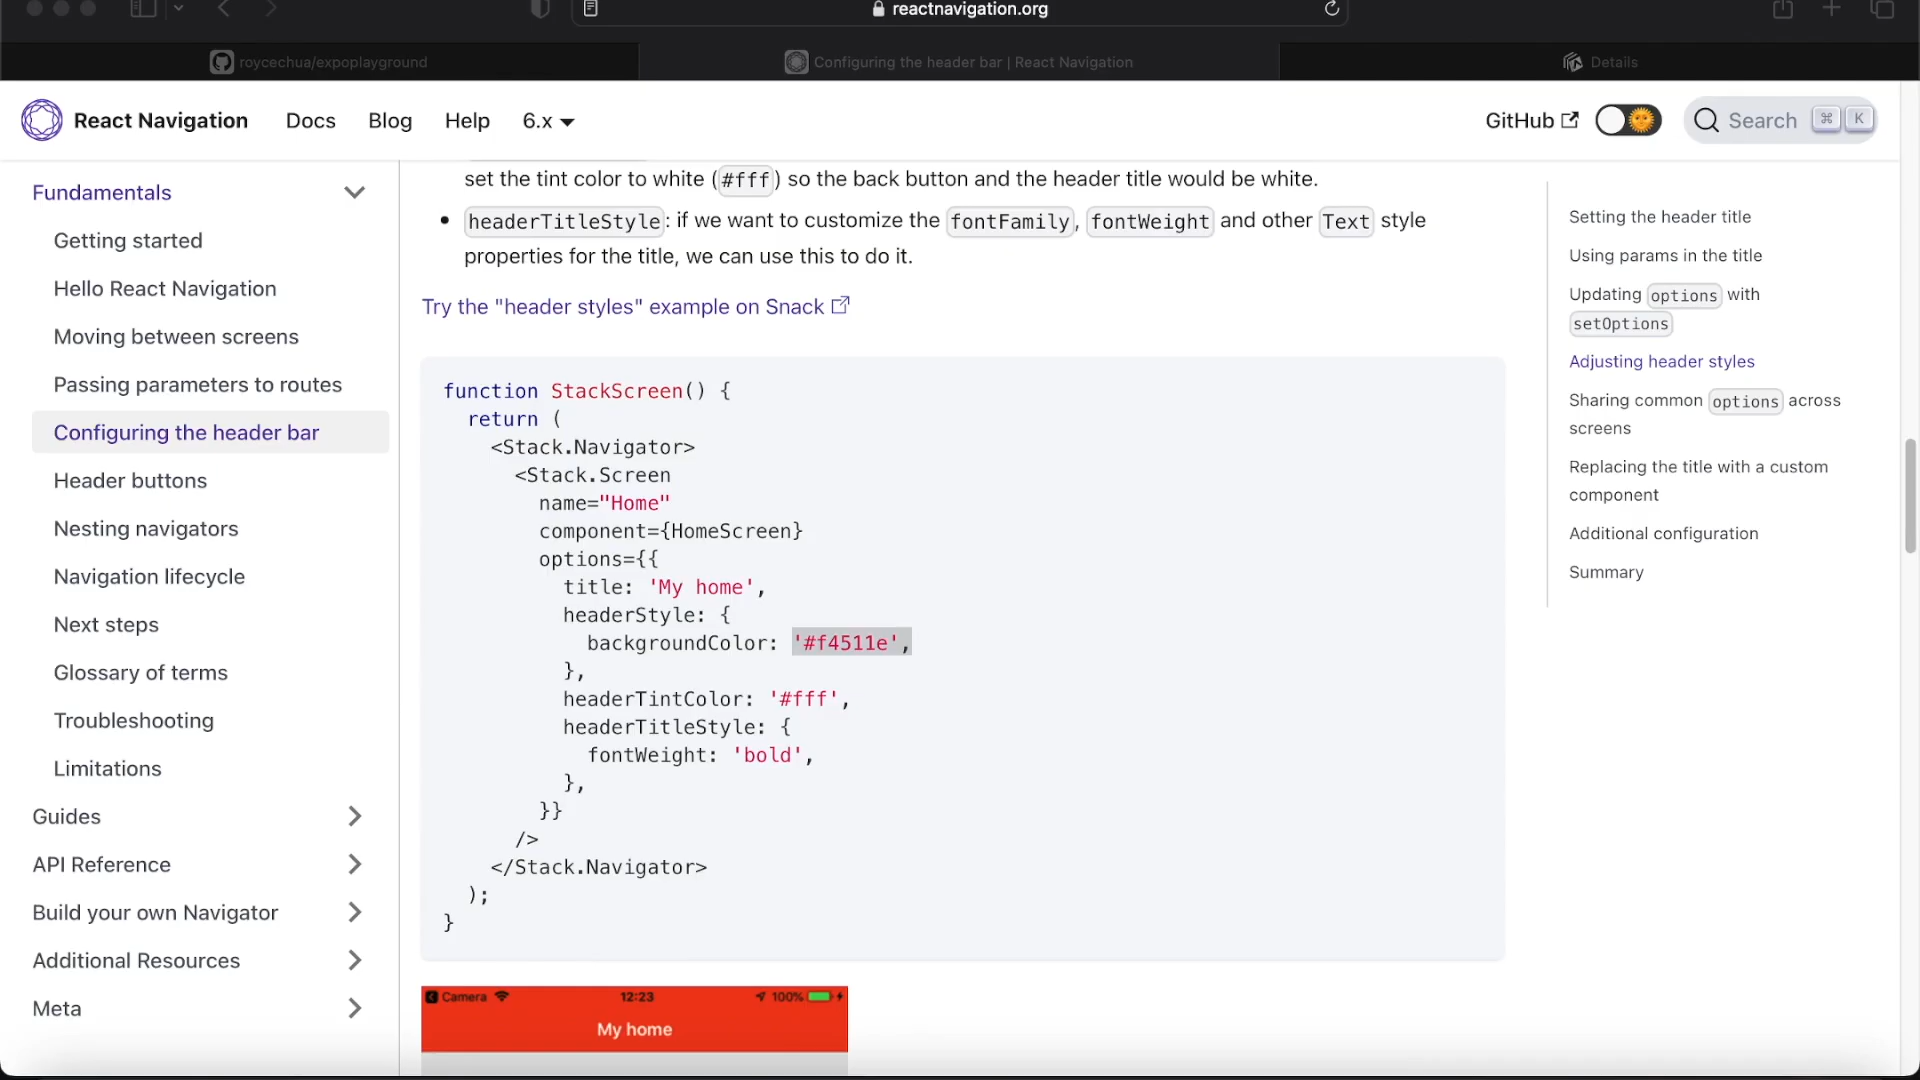 reactnavigation.org
roycechua/expoplayground
Configuring the header bar | React Navigation
Details
React Navigation
Docs
Blog
Help
6.x
GitHub
Search
⌘
K
Fundamentals
Getting started
Hello React Navigation
Moving between screens
Passing parameters to routes
Configuring the header bar
Header buttons
Nesting navigators
Navigation lifecycle
Next steps
Glossary of terms
Troubleshooting
Limitations
Guides
API Reference
Build your own Navigator
Additional Resources
Meta
set the tint color to white (#fff) so the back button and the header title would be white.
headerTitleStyle: if we want to customize the fontFamily, fontWeight and other Text style
properties for the title, we can use this to do it.
Try the "header styles" example on Snack
function StackScreen() {
  return (
    <Stack.Navigator>
      <Stack.Screen
        name="Home"
        component={HomeScreen}
        options={{
          title: 'My home',
          headerStyle: {
            backgroundColor: '#f4511e',
          },
          headerTintColor: '#fff',
          headerTitleStyle: {
            fontWeight: 'bold',
          },
        }}
      />
    </Stack.Navigator>
  );
}
Camera
12:23
100%
My home
Setting the header title
Using params in the title
Updating options with
setOptions
Adjusting header styles
Sharing common options across
screens
Replacing the title with a custom
component
Additional configuration
Summary